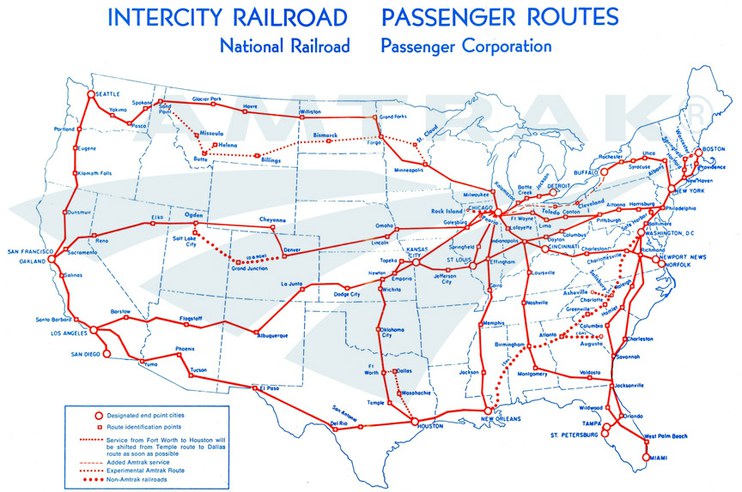 INTERCITY RAILROAD PASSENGER ROUTES
National Railroad Passenger Corporation
AMTRAK®
SEATTLE
Spokane
Sand Point
Glacier Park
Havre
Williston
Grand Forks
Yakima
Pasco
Portland
Missoula
Helena
Butte
Billings
Bismarck
Fargo
St. Cloud
Minneapolis
Eugene
Klamath Falls
Dunsmuir
Milwaukee
Kalamazoo
CHICAGO
Battle Creek
Jackson
DETROIT
BUFFALO
Rochester
Syracuse
Utica
Albany
Springfield
Worcester
BOSTON
Providence
New Haven
NEW YORK
Rock Island
Galesburg
Toledo
Cleveland
Canton
Ft Wayne
Lima
Altoona
Harrisburg
Pittsburgh
Philadelphia
Baltimore
WASHINGTON, D.C
Elko
Ogden
Salt Lake City
Cheyenne
Denver
Grand Junction
Omaha
Lincoln
Lafayette
Indianapolis
Columbus
Dayton
CINCINNATI
Charleston
Charlottesville
Richmond
NEWPORT NEWS
NORFOLK
SAN FRANCISCO
OAKLAND
Reno
Sacramento
Salinas
KANSAS CITY
Topeka
Emporia
Newton
Wichita
Jefferson City
ST. LOUIS
Springfield
Effingham
Louisville
La Junta
Dodge City
Santa Barbara
LOS ANGELES
Barstow
Flagstaff
Albuquerque
Oklahoma City
Memphis
Nashville
Salisbury
Raleigh
Asheville
Charlotte
Greenville
Hamlet
Columbia
Atlanta
Augusta
Charleston
Savannah
SAN DIEGO
Yuma
Phoenix
Tucson
El Paso
Ft Worth
Dallas
Waxahachie
Temple
Jackson
Birmingham
Montgomery
Valdosta
Jacksonville
San Antonio
Del Rio
HOUSTON
NEW ORLEANS
Wildwood
Orlando
TAMPA
ST. PETERSBURG
West Palm Beach
MIAMI
Designated end point cities
Route identification points
Service from Fort Worth to Houston will
be shifted from Temple route to Dallas
route as soon as possible
Added Amtrak service
Experimental Amtrak Route
Non-Amtrak railroads